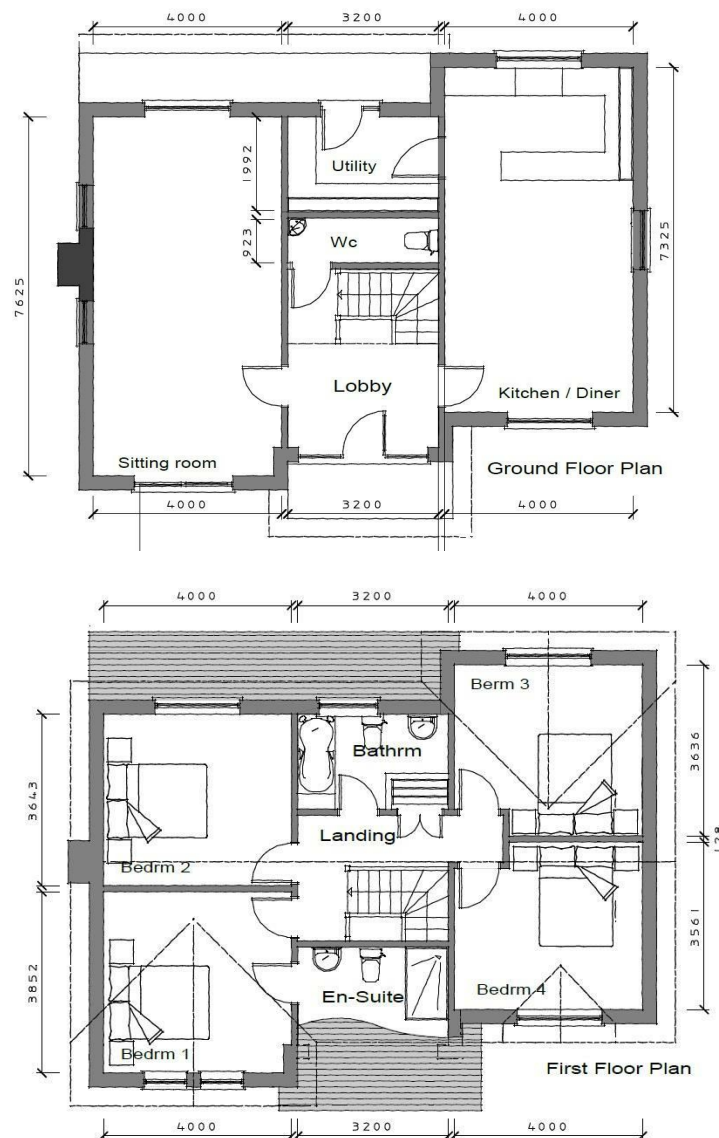 4000 3200 4000
1992
Utility
923
Wc
7625
7325
Lobby
Kitchen / Diner
Sitting room
Ground Floor Plan
4000 3200 4000
4000 3200 4000
Berm 3
Bathrm
3636
3643
Landing
178
Bedrm 2
3852
3561
En-Suite
Bedrm 4
Bedrm 1
First Floor Plan
4000 3200 4000